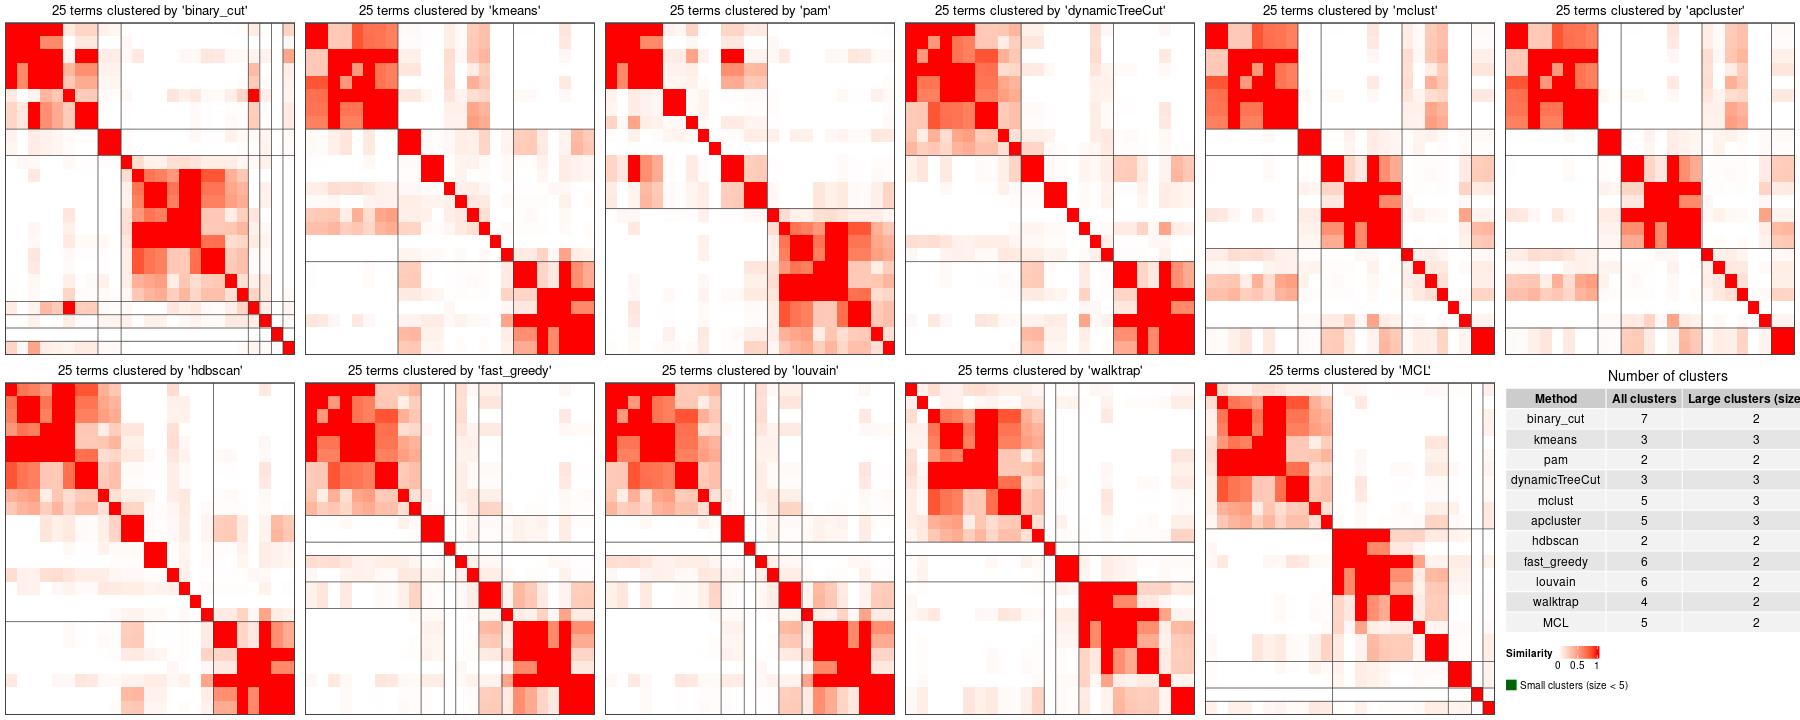 25 terms clustered by 'binary_cut'
25 terms clustered by 'kmeans'
25 terms clustered by 'pam'
25 terms clustered by 'dynamicTreeCut'
25 terms clustered by 'mclust'
25 terms clustered by 'apcluster'
25 terms clustered by 'hdbscan'
25 terms clustered by 'fast_greedy'
25 terms clustered by 'louvain'
25 terms clustered by 'walktrap'
25 terms clustered by 'MCL'
Number of clusters
Method All clusters Large clusters (size
binary_cut 7 2
kmeans 3 3
pam 2 2
dynamicTreeCut 3 3
mclust 5 3
apcluster 5 3
hdbscan 2 2
fast_greedy 6 2
louvain 6 2
walktrap 4 2
MCL 5 2
Similarity
0 0.5 1
Small clusters (size < 5)